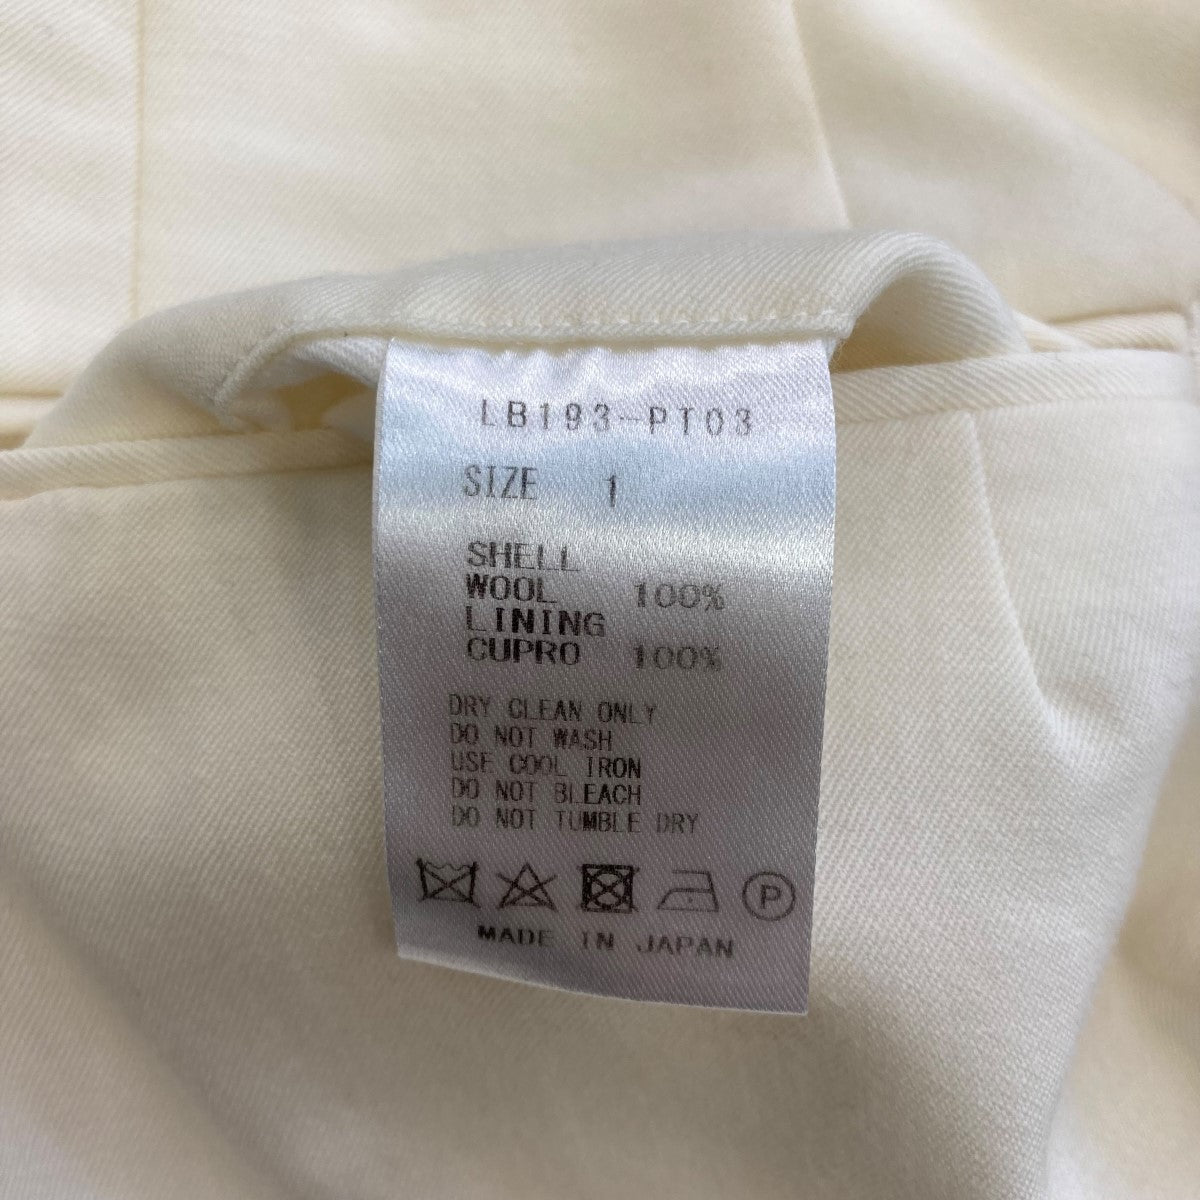 LB193-PT03
SIZE 1
SHELL
WOOL 100%
LINING
CUPRO 100%
DRY CLEAN ONLY
DO NOT WASH
USE COOL IRON
DO NOT BLEACH
DO NOT TUMBLE DRY
P
MADE IN JAPAN